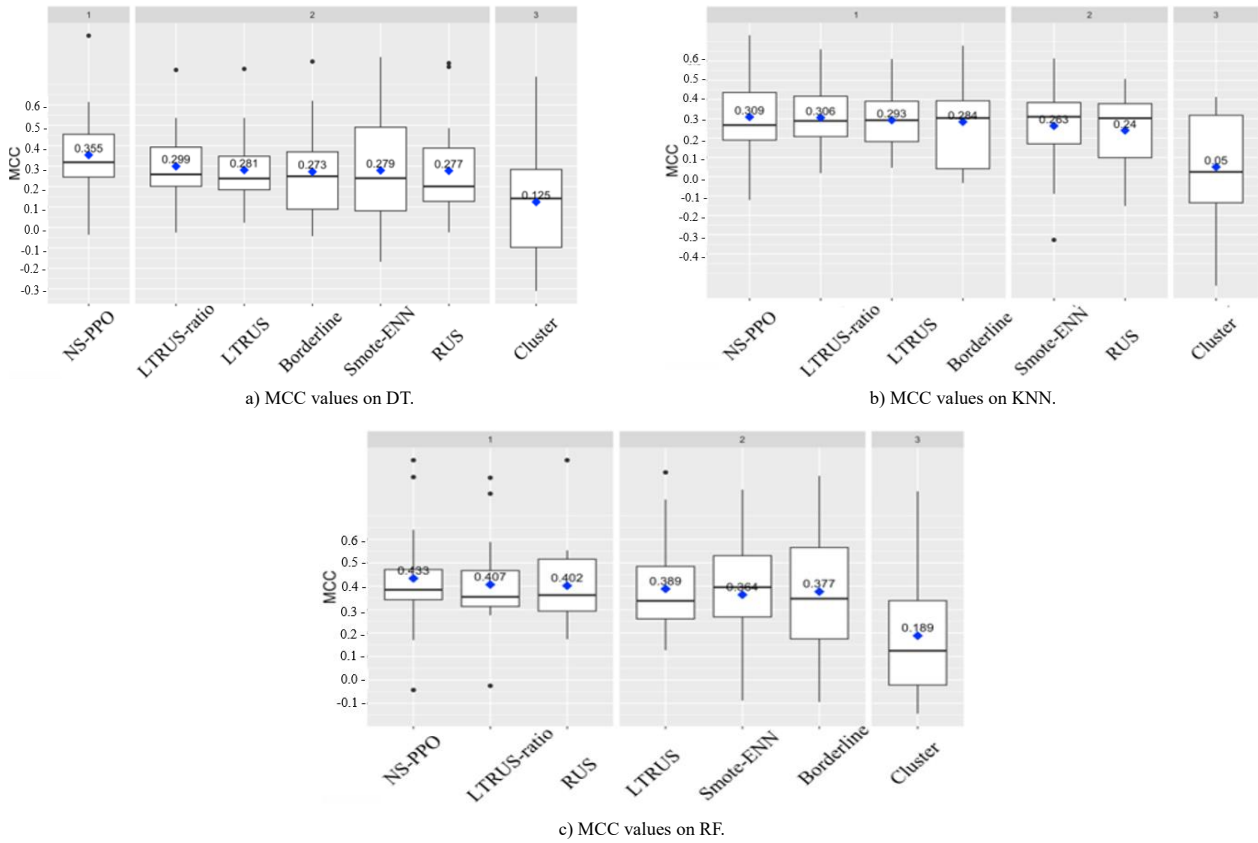 1 2 3
MCC
0.6
0.5
0.4
0.3
0.2
0.1
0.0
-0.1
-0.2
-0.3
0.355 0.299 0.281 0.273 0.279 0.277 0.125
NS-PPO LTRUS-ratio LTRUS Borderline Smote-ENN RUS Cluster
a) MCC values on DT.
1 2 3
MCC
0.6
0.5
0.4
0.3
0.2
0.1
0.0
-0.1
-0.2
-0.3
-0.4
0.309 0.306 0.293 0.284 0.263 0.24 0.05
NS-PPO LTRUS-ratio LTRUS Borderline Smote-ENN RUS Cluster
b) MCC values on KNN.
1 2 3
MCC
0.6
0.5
0.4
0.3
0.2
0.1
0.0
-0.1
0.433 0.407 0.402 0.389 0.364 0.377 0.189
NS-PPO LTRUS-ratio RUS LTRUS Smote-ENN Borderline Cluster
c) MCC values on RF.